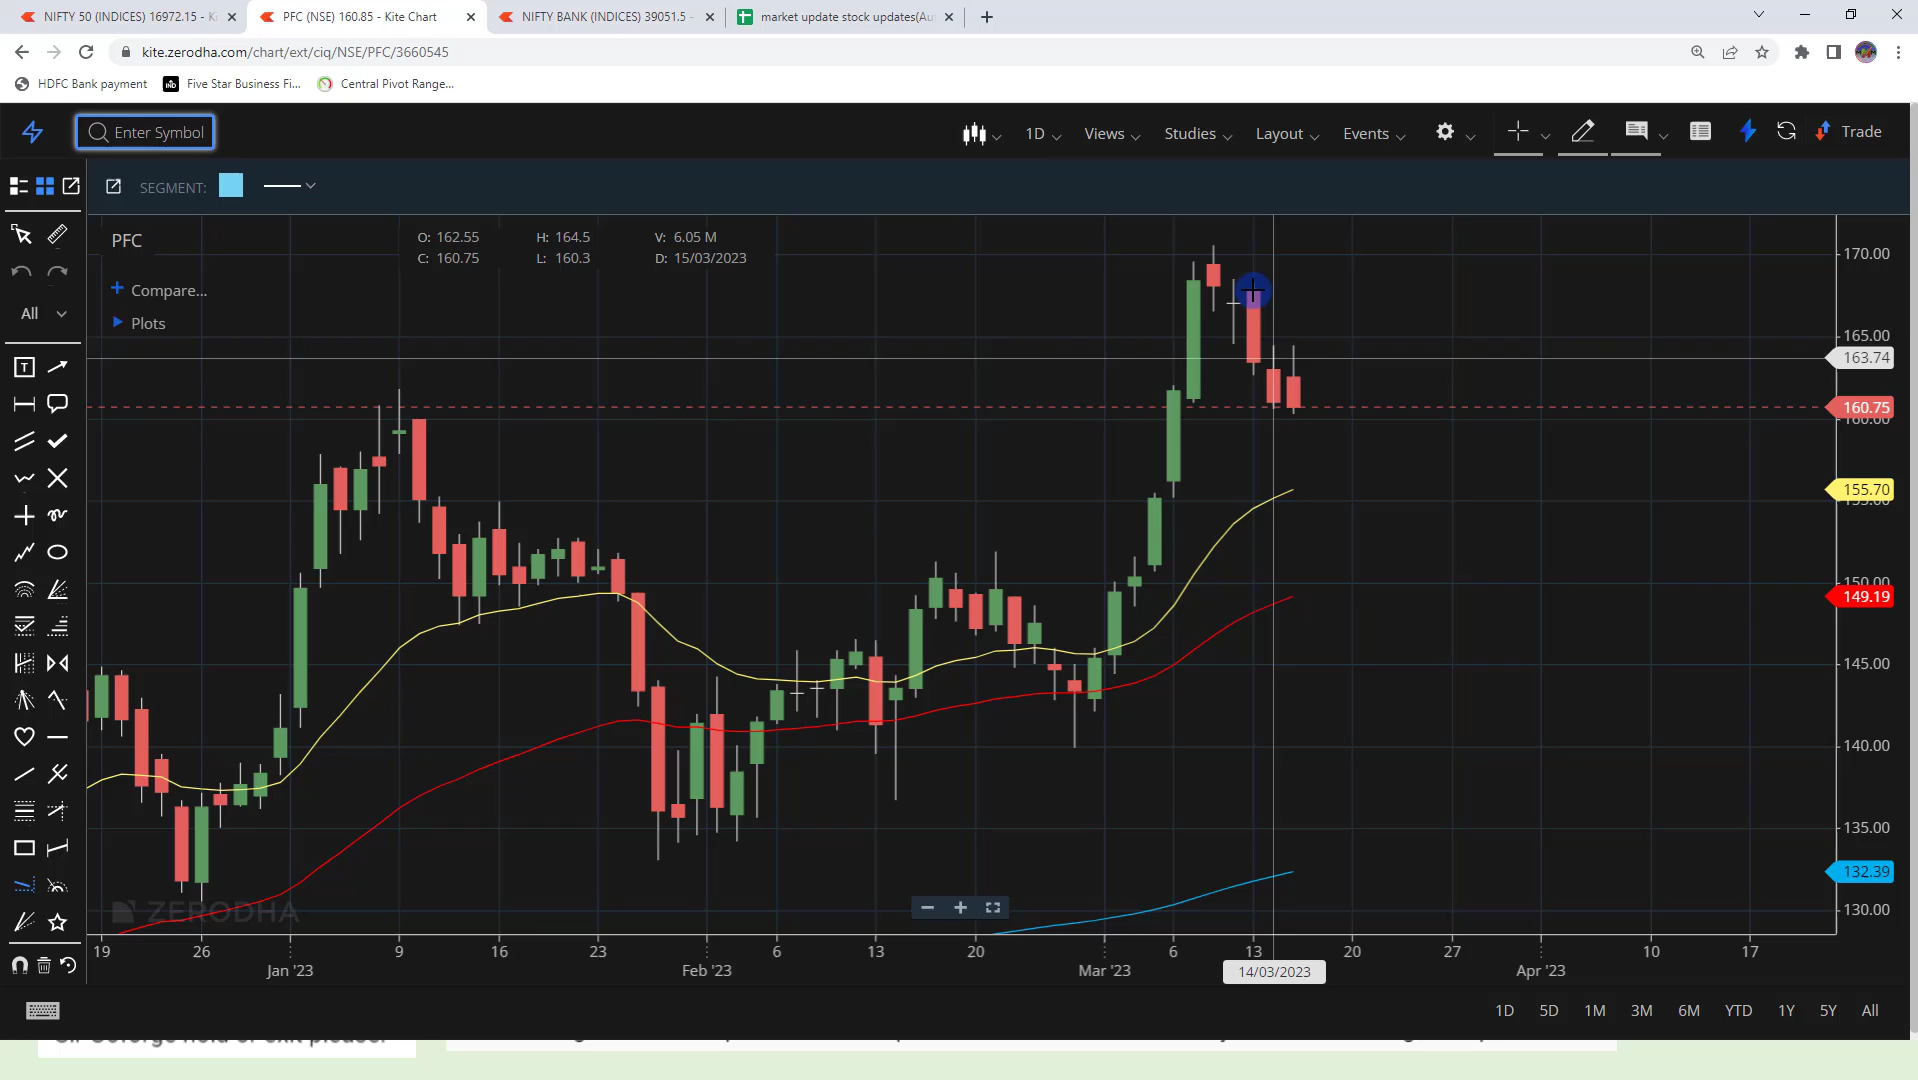 NIFTY 50 (INDICES) 16972.15 - Ki
PFC (NSE) 160.85 - Kite Chart
NIFTY BANK (INDICES) 39051.5 -
market update stock updates(Au
kite.zerodha.com/chart/ext/ciq/NSE/PFC/3660545
HDFC Bank payment
Five Star Business Fi...
Central Pivot Range...
Enter Symbol
1D
Views
Studies
Layout
Events
Trade
SEGMENT:
PFC
O: 162.55 H: 164.5 V: 6.05 M
C: 160.75 L: 160.3 D: 15/03/2023
Compare...
Plots
All
T
170.00
165.00
163.74
160.75
160.00
155.70
155.00
150.00
149.19
145.00
140.00
135.00
132.39
130.00
ZERODHA
19 26 9 16 23 6 13 20 6 13 20 27 10 17
Jan '23 Feb '23 Mar '23 14/03/2023 Apr '23
1D 5D 1M 3M 6M YTD 1Y 5Y All